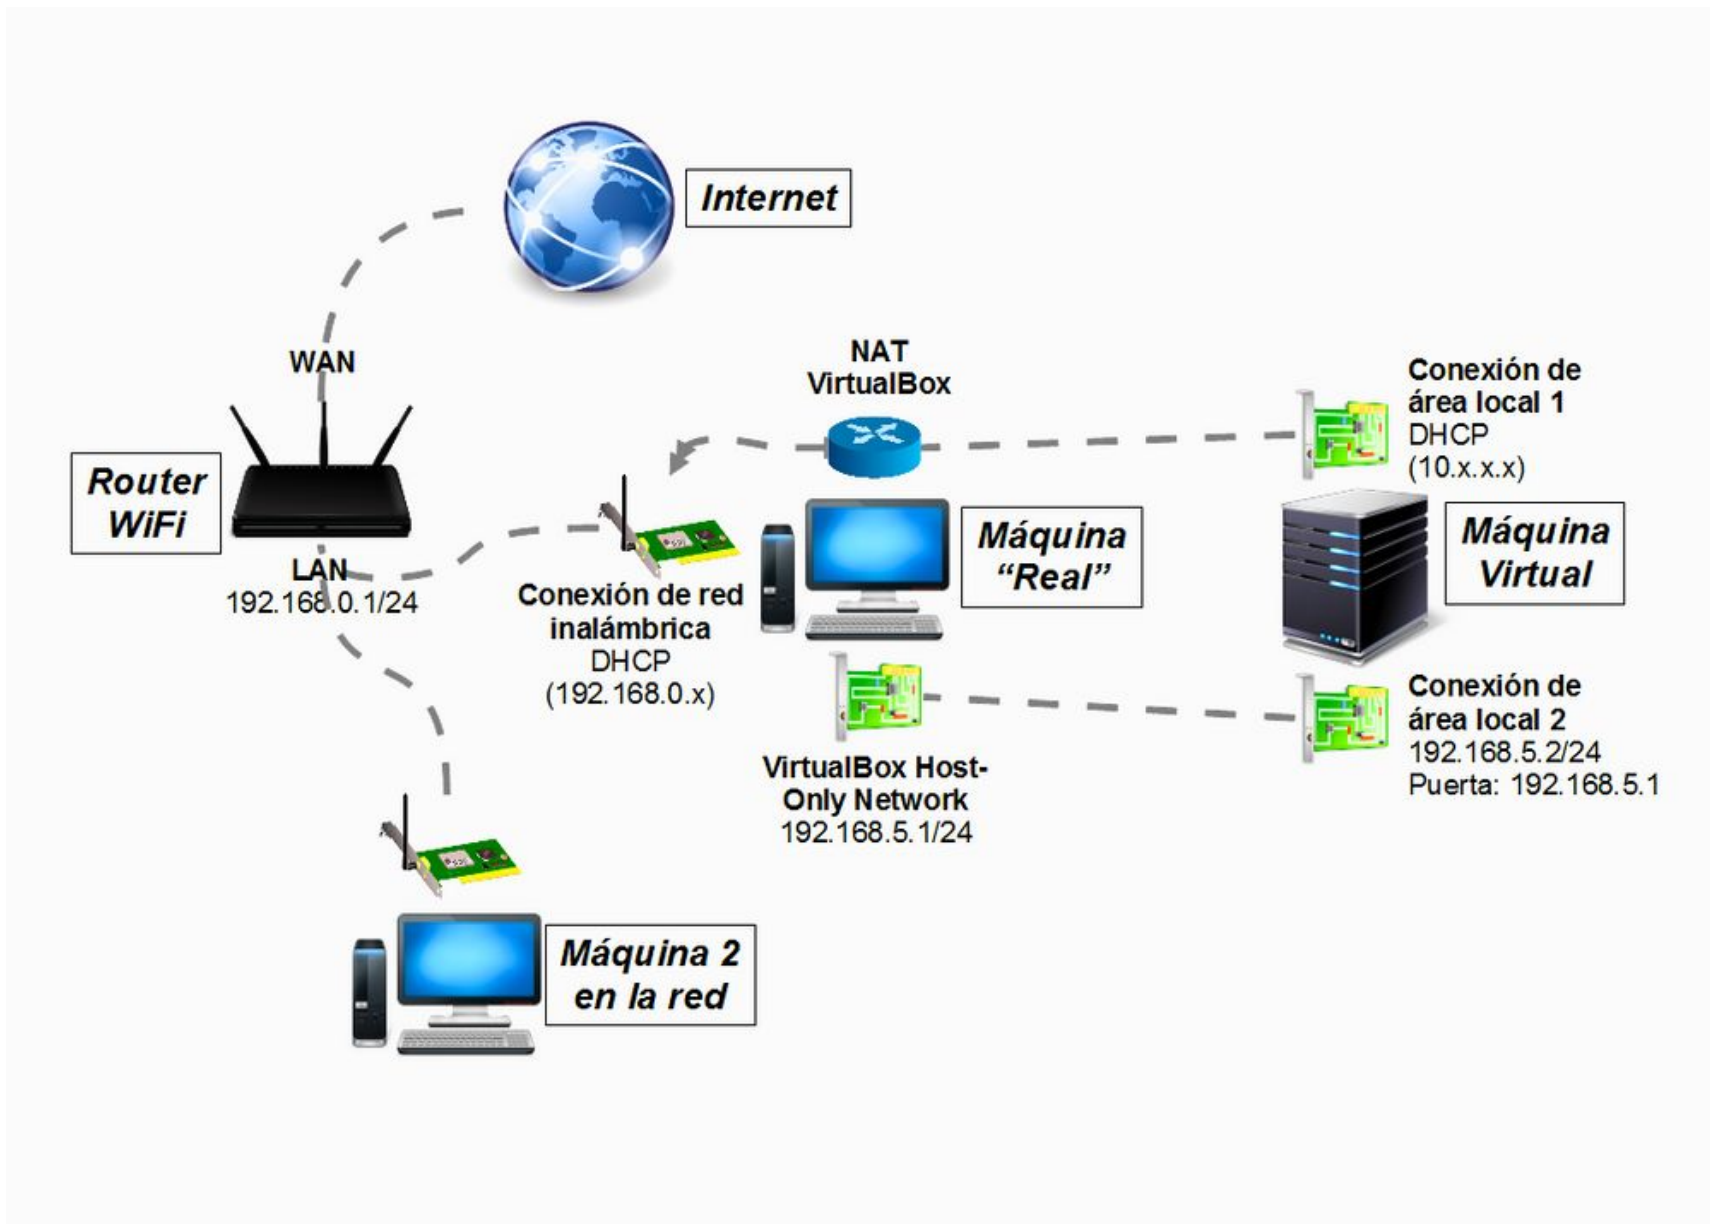 Internet
WAN
Router
WiFi
LAN
192.168.0.1/24
NAT
VirtualBox
Conexión de
área local 1
DHCP
(10.x.x.x)
Máquina
“Real”
Máquina
Virtual
Conexión de red
inalámbrica
DHCP
(192.168.0.x)
VirtualBox Host-
Only Network
192.168.5.1/24
Conexión de
área local 2
192.168.5.2/24
Puerta: 192.168.5.1
Máquina 2
en la red